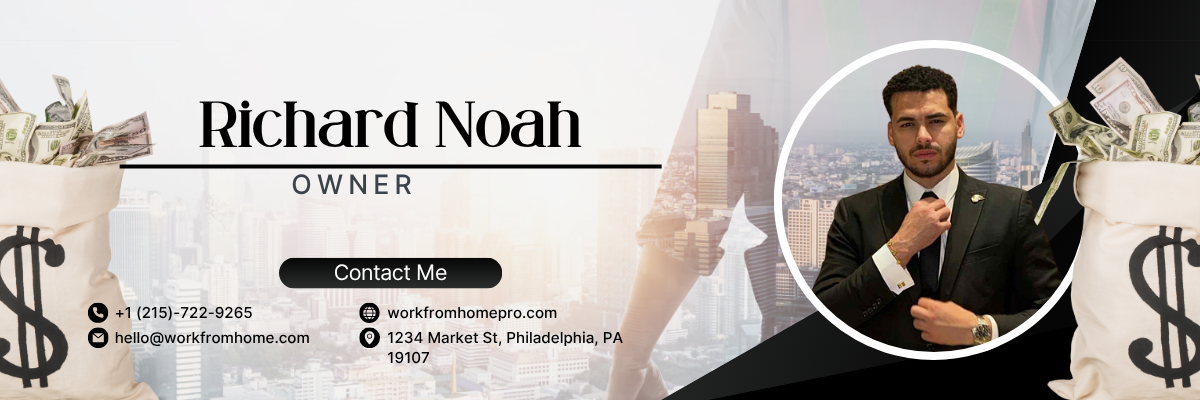 Richard Noah
OWNER
Contact Me
+1 (215)-722-9265
workfromhomepro.com
hello@workfromhome.com
1234 Market St, Philadelphia, PA
19107
$
$